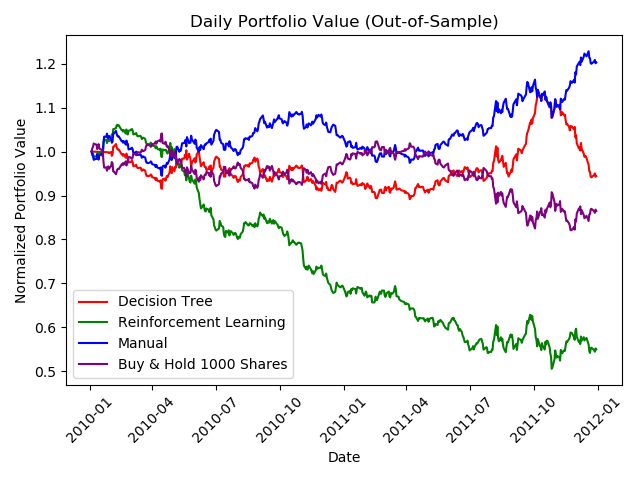 Daily Portfolio Value (Out-of-Sample)
Normalized Portfolio Value
1.2
1.1
1.0
0.9
0.8
0.7
0.6
0.5
Decision Tree
Reinforcement Learning
Manual
Buy & Hold 1000 Shares
2010-01
2010-04
2010-07
2010-10
2011-01
2011-04
2011-07
2011-10
2012-01
Date